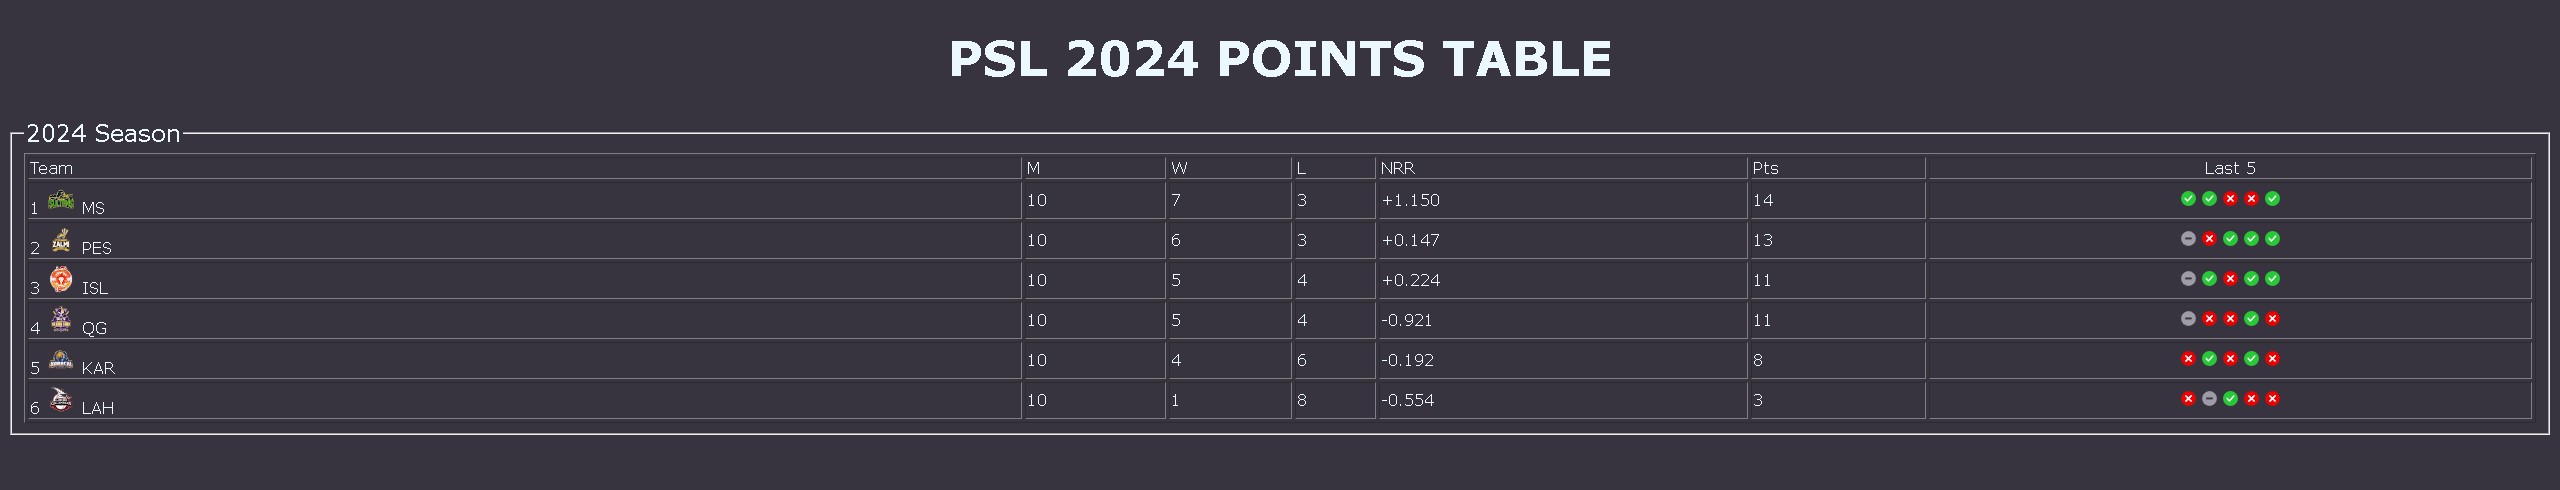 PSL 2024 POINTS TABLE
2024 Season
Team M W L NRR Pts Last 5
1 MS 10 7 3 +1.150 14
2 ZALMI PES 10 6 3 +0.147 13
3 ISL 10 5 4 +0.224 11
4 QG 10 5 4 -0.921 11
5 KAR 10 4 6 -0.192 8
6 LAH 10 1 8 -0.554 3